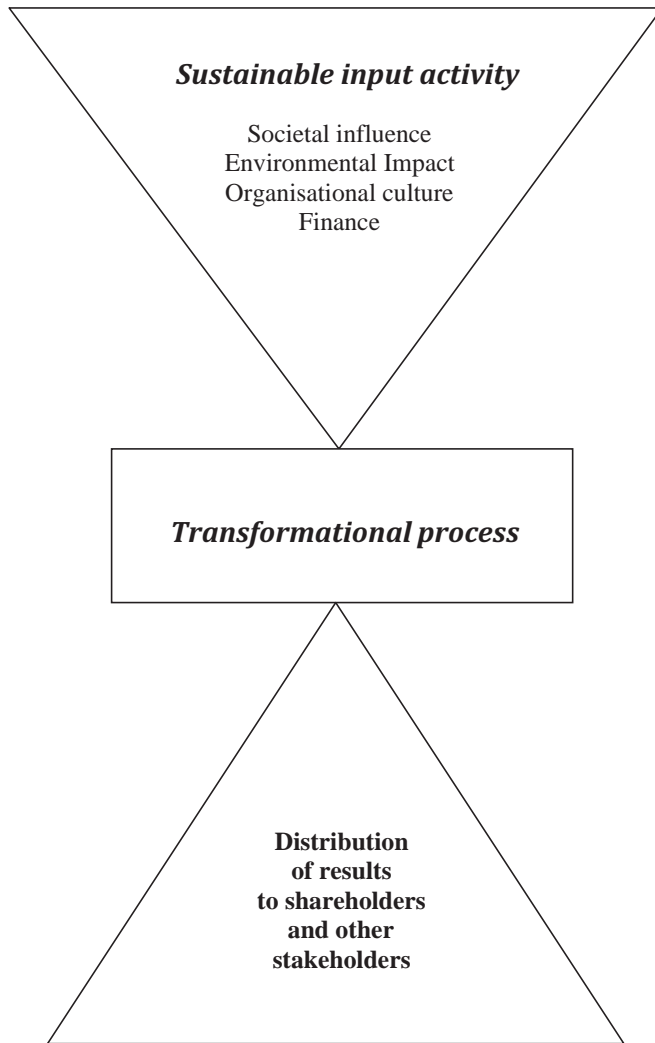 Sustainable input activity
Societal influence
Environmental Impact
Organisational culture
Finance
Transformational process
Distribution
of results
to shareholders
and other
stakeholders